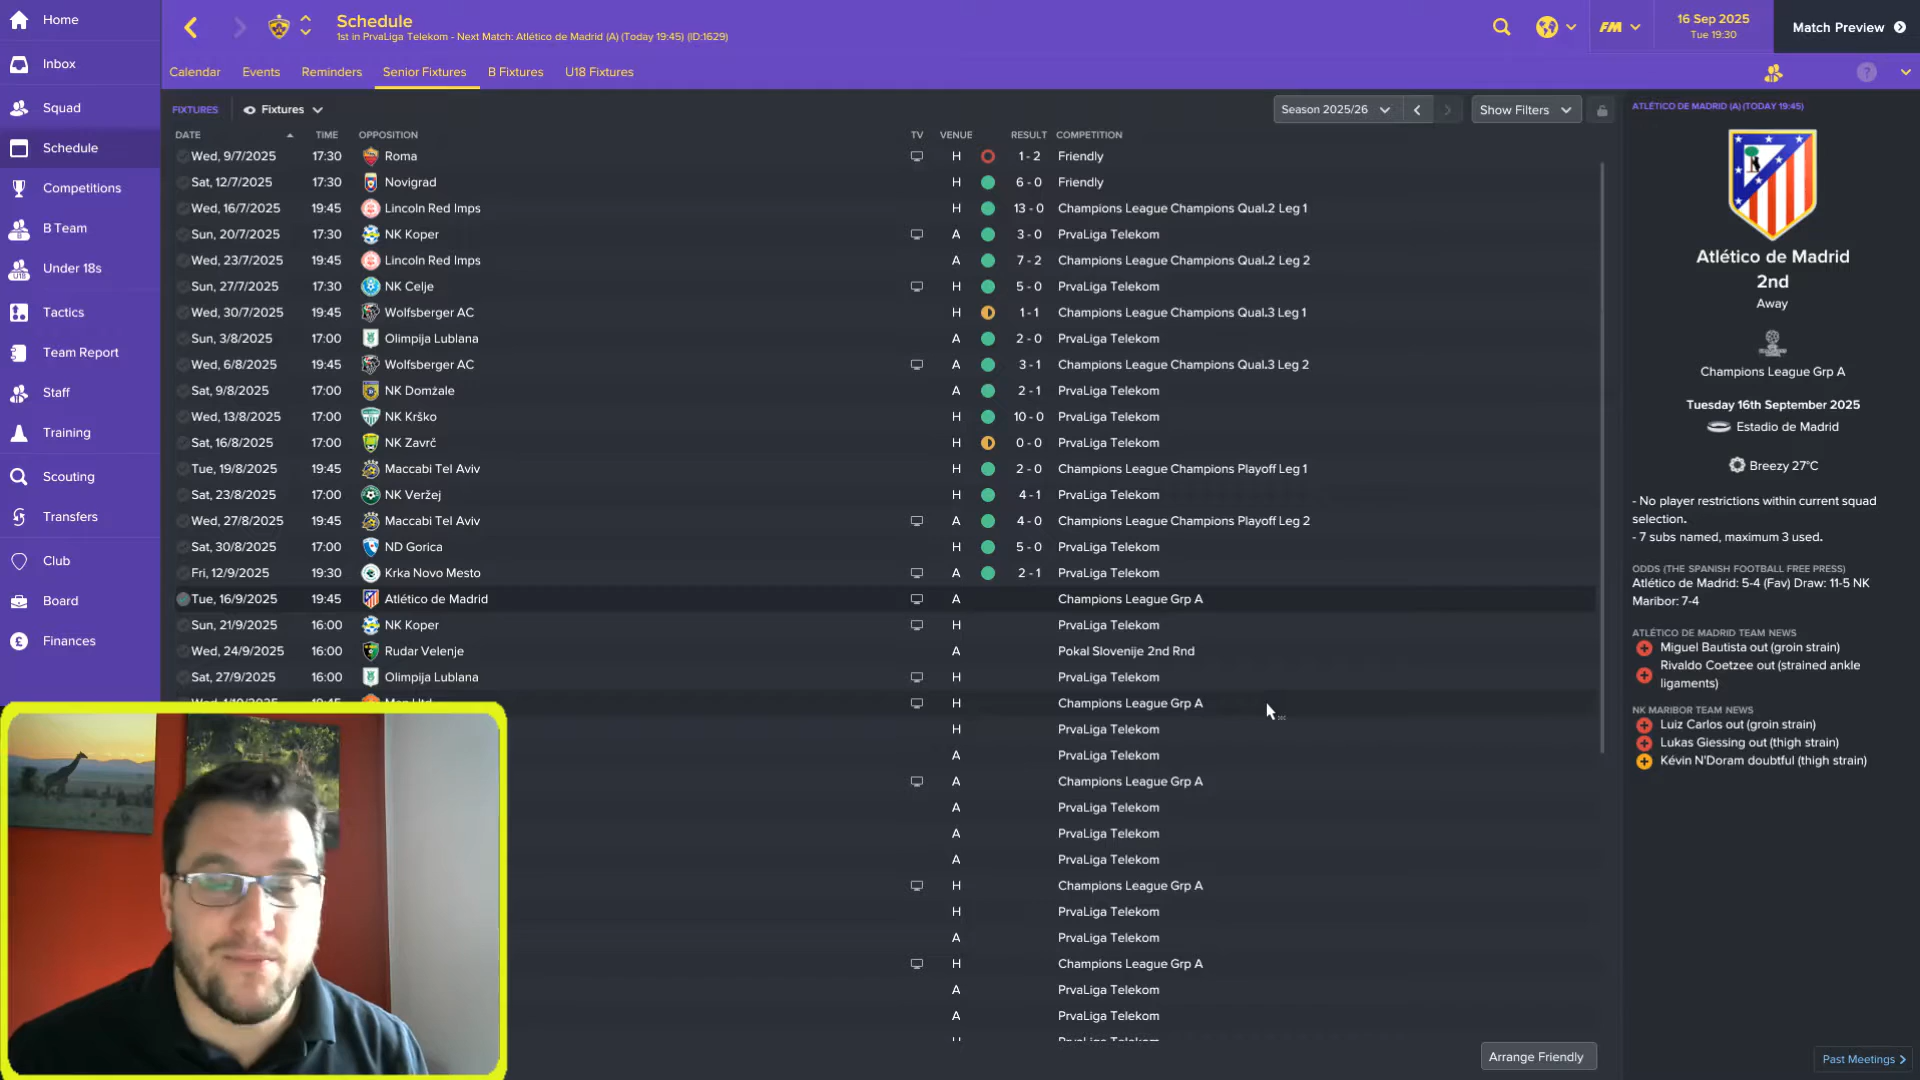 Home
Inbox
Squad
Schedule
Competitions
B Team
Under 18s
Tactics
Team Report
Staff
Training
Scouting
Transfers
Club
Board
Finances
Schedule
1st in PrvaLiga Telekom - Next Match: Atlético de Madrid (A) (Today 19:45) (ID:1629)
FM
16 Sep 2025
Tue 19:30
Match Preview
Calendar Events Reminders Senior Fixtures B Fixtures U18 Fixtures
FIXTURES Fixtures Season 2025/26 Show Filters
DATE TIME OPPOSITION TV VENUE RESULT COMPETITION
Wed, 9/7/2025 17:30 Roma H 1 - 2 Friendly
Sat, 12/7/2025 17:30 Novigrad H 6 - 0 Friendly
Wed, 16/7/2025 19:45 Lincoln Red Imps H 13 - 0 Champions League Champions Qual.2 Leg 1
Sun, 20/7/2025 17:30 NK Koper A 3 - 0 PrvaLiga Telekom
Wed, 23/7/2025 19:45 Lincoln Red Imps A 7 - 2 Champions League Champions Qual.2 Leg 2
Sun, 27/7/2025 17:30 NK Celje H 5 - 0 PrvaLiga Telekom
Wed, 30/7/2025 19:45 Wolfsberger AC H 1 - 1 Champions League Champions Qual.3 Leg 1
Sun, 3/8/2025 17:00 Olimpija Lublana A 2 - 0 PrvaLiga Telekom
Wed, 6/8/2025 19:45 Wolfsberger AC A 3 - 1 Champions League Champions Qual.3 Leg 2
Sat, 9/8/2025 17:00 NK Domžale A 2 - 1 PrvaLiga Telekom
Wed, 13/8/2025 17:00 NK Krško H 10 - 0 PrvaLiga Telekom
Sat, 16/8/2025 17:00 NK Zavrč H 0 - 0 PrvaLiga Telekom
Tue, 19/8/2025 19:45 Maccabi Tel Aviv H 2 - 0 Champions League Champions Playoff Leg 1
Sat, 23/8/2025 17:00 NK Veržej H 4 - 1 PrvaLiga Telekom
Wed, 27/8/2025 19:45 Maccabi Tel Aviv A 4 - 0 Champions League Champions Playoff Leg 2
Sat, 30/8/2025 17:00 ND Gorica H 5 - 0 PrvaLiga Telekom
Fri, 12/9/2025 19:30 Krka Novo Mesto A 2 - 1 PrvaLiga Telekom
Tue, 16/9/2025 19:45 Atlético de Madrid A Champions League Grp A
Sun, 21/9/2025 16:00 NK Koper H PrvaLiga Telekom
Wed, 24/9/2025 16:00 Rudar Velenje A Pokal Slovenije 2nd Rnd
Sat, 27/9/2025 16:00 Olimpija Lublana H PrvaLiga Telekom
H Champions League Grp A
H PrvaLiga Telekom
A PrvaLiga Telekom
A Champions League Grp A
A PrvaLiga Telekom
A PrvaLiga Telekom
A PrvaLiga Telekom
H Champions League Grp A
H PrvaLiga Telekom
A PrvaLiga Telekom
H Champions League Grp A
A PrvaLiga Telekom
A PrvaLiga Telekom
Arrange Friendly
ATLÉTICO DE MADRID (A) (TODAY 19:45)
Atlético de Madrid
2nd
Away
Champions League Grp A
Tuesday 16th September 2025
Estadio de Madrid
Breezy 27°C
- No player restrictions within current squad
selection.
- 7 subs named, maximum 3 used.
ODDS (THE SPANISH FOOTBALL FREE PRESS)
Atlético de Madrid: 5-4 (Fav) Draw: 11-5 NK
Maribor: 7-4
ATLÉTICO DE MADRID TEAM NEWS
Miguel Bautista out (groin strain)
Rivaldo Coetzee out (strained ankle
ligaments)
NK MARIBOR TEAM NEWS
Luiz Carlos out (groin strain)
Lukas Giessing out (thigh strain)
Kévin N'Doram doubtful (thigh strain)
Past Meetings